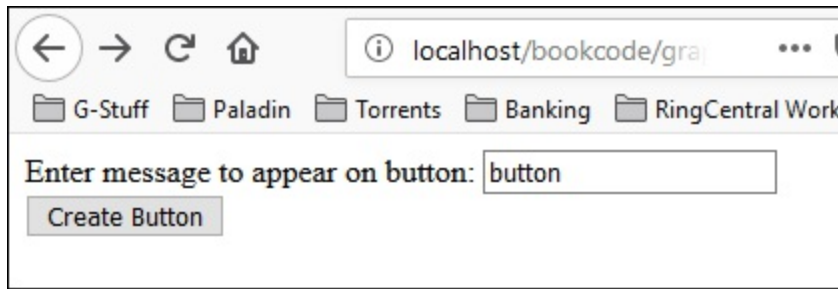 localhost/bookcode/gra
G-Stuff Paladin Torrents Banking RingCentral Work
Enter message to appear on button: button
Create Button